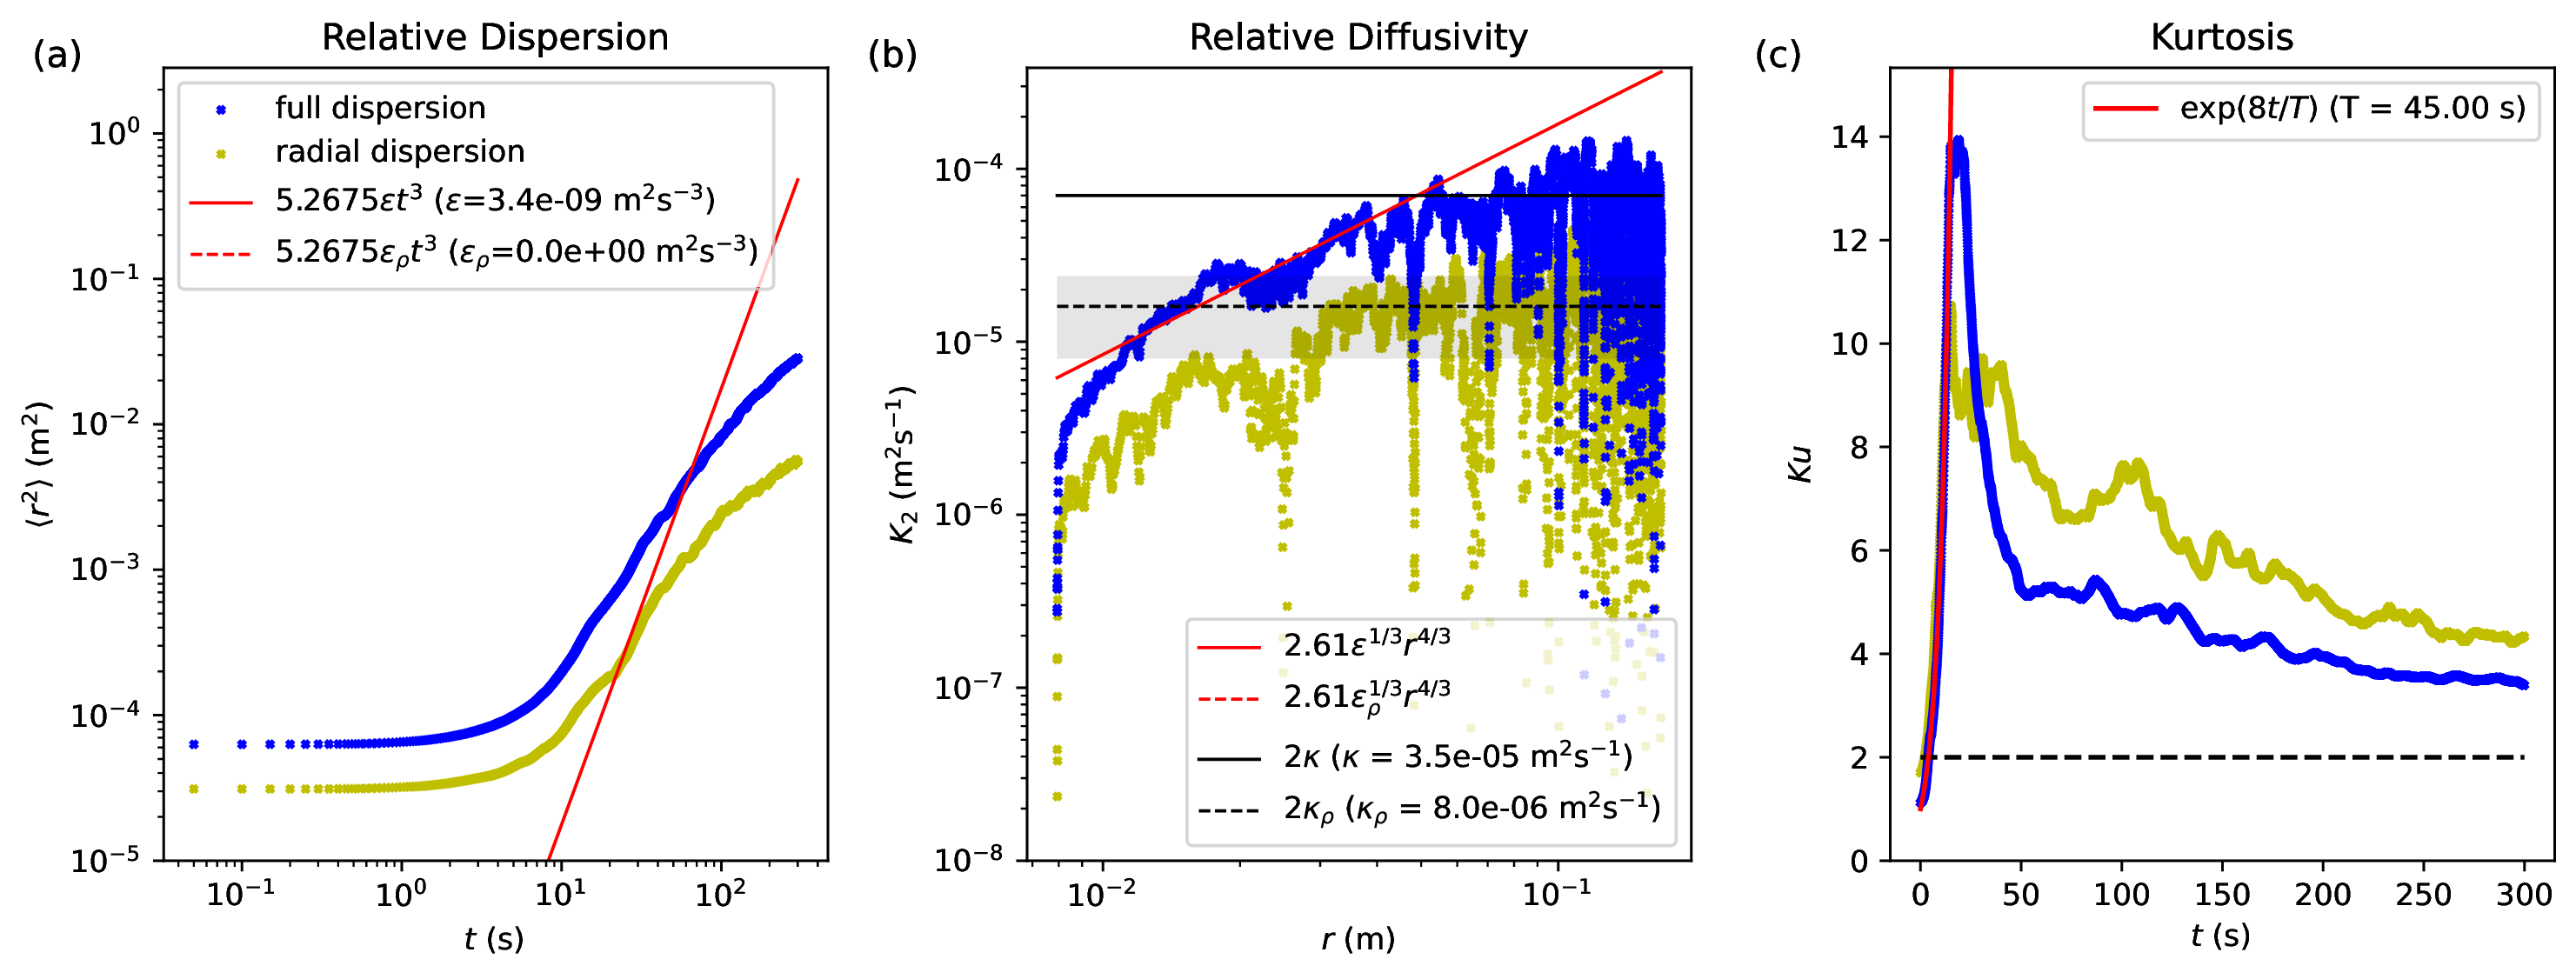 (a) Relative Dispersion
full dispersion
radial dispersion
5.2675εt³ (ε=3.4e-09 m²s⁻³)
5.2675ε_ρt³ (ε_ρ=0.0e+00 m²s⁻³)
10⁰
10⁻¹
10⁻²
10⁻³
10⁻⁴
10⁻⁵
⟨r²⟩ (m²)
10⁻¹ 10⁰ 10¹ 10²
t (s)
(b) Relative Diffusivity
10⁻⁴
10⁻⁵
10⁻⁶
10⁻⁷
10⁻⁸
K₂ (m²s⁻¹)
2.61ε^{1/3}r^{4/3}
2.61ε_ρ^{1/3}r^{4/3}
2κ (κ = 3.5e-05 m²s⁻¹)
2κ_ρ (κ_ρ = 8.0e-06 m²s⁻¹)
10⁻² 10⁻¹
r (m)
(c) Kurtosis
exp(8t/T) (T = 45.00 s)
14
12
10
8
6
4
2
0
Ku
0 50 100 150 200 250 300
t (s)